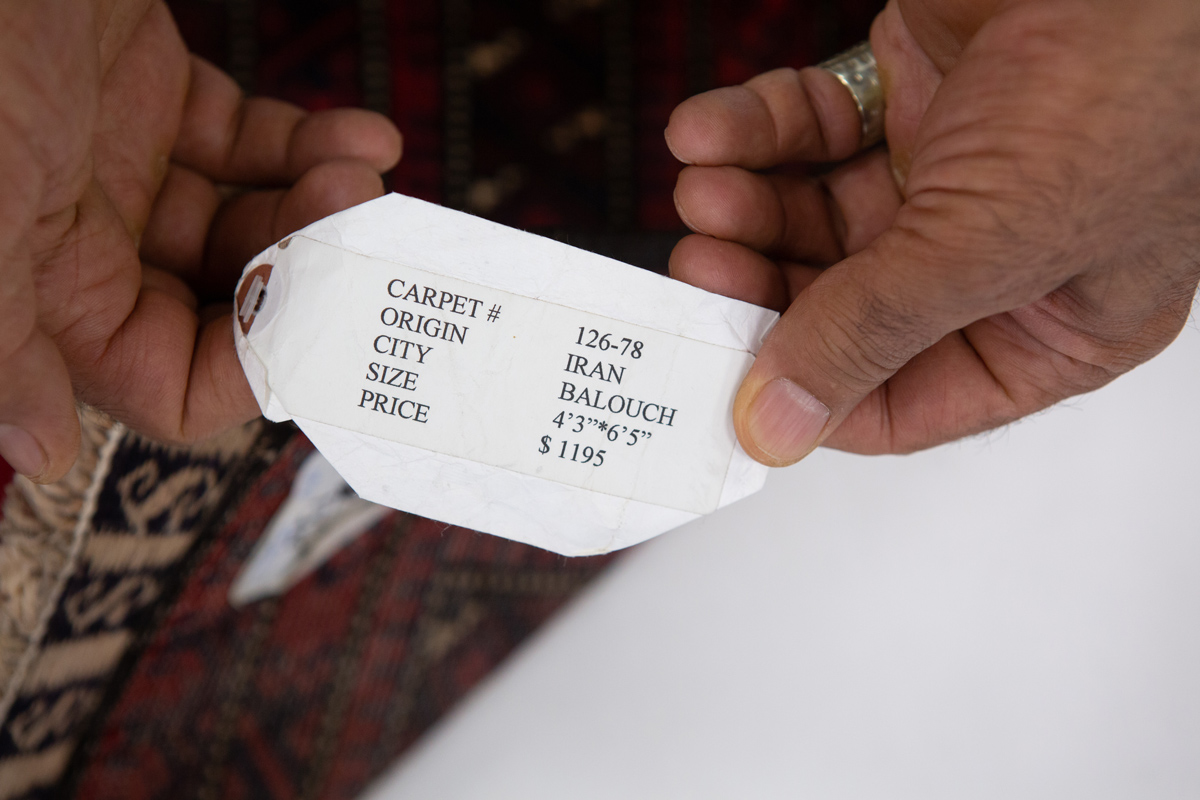 CARPET # 126-78
ORIGIN IRAN
CITY BALOUCH
SIZE 4’3”*6’5”
PRICE $ 1195